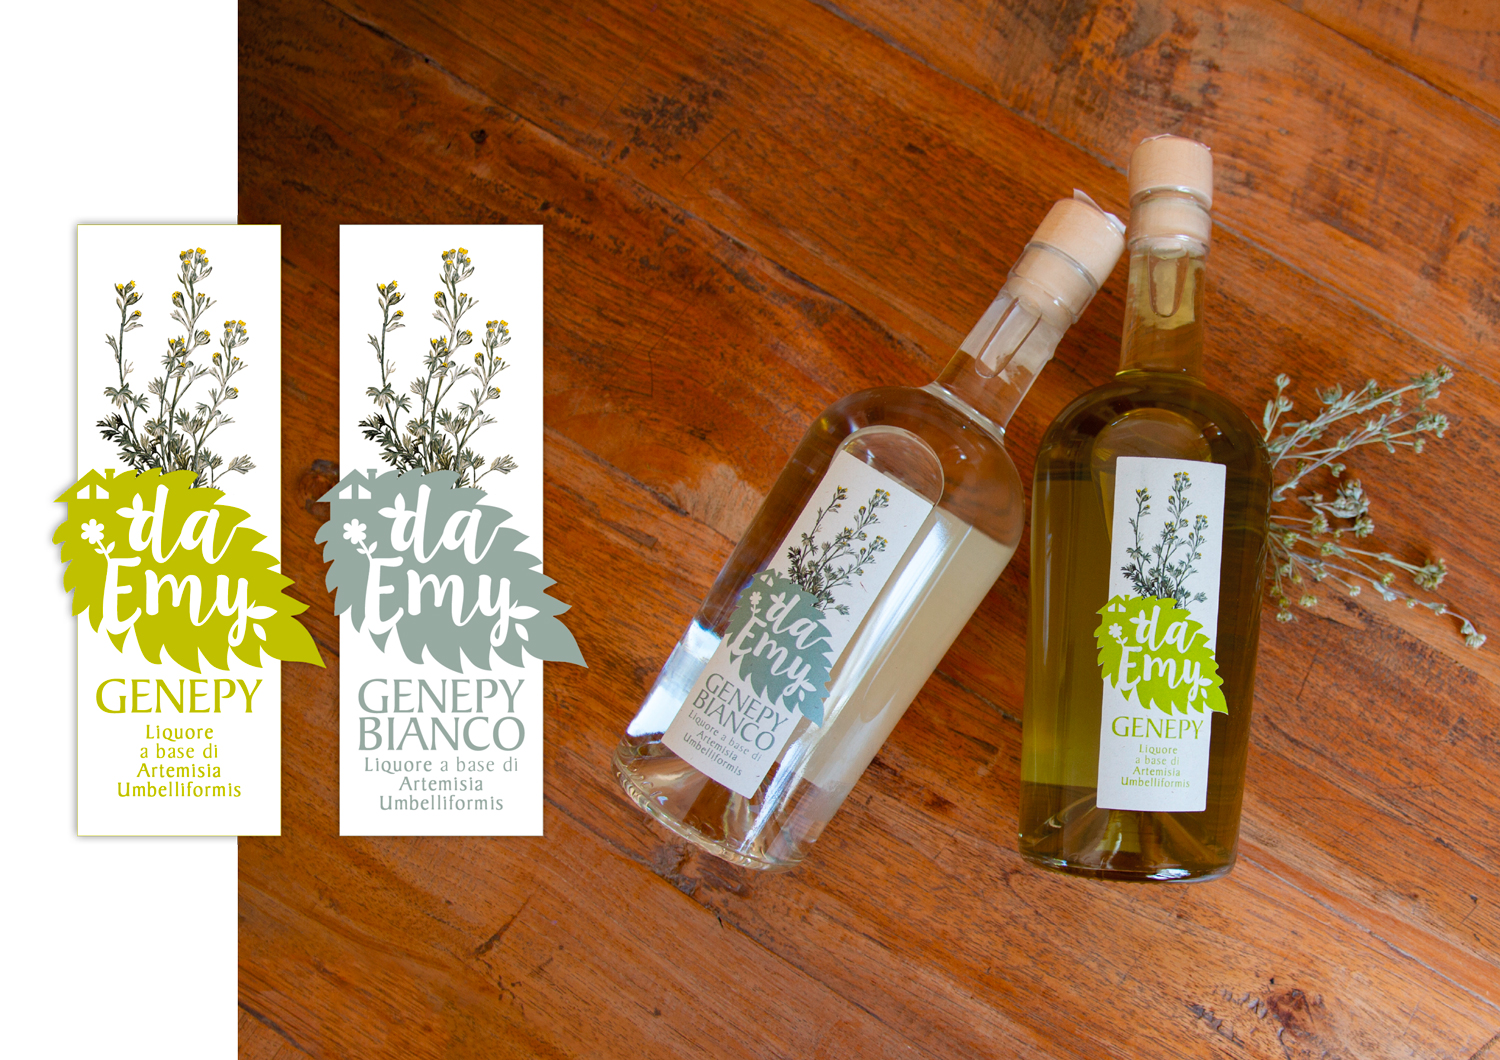 da
Emy
GENEPY
Liquore
a base di
Artemisia
Umbelliformis
da
Emy
GENEPY
BIANCO
Liquore a base di
Artemisia
Umbelliformis
da
Emy
GENEPY
BIANCO
Liquore a base di
Artemisia
Umbelliformis
da
Emy
GENEPY
Liquore
a base di
Artemisia
Umbelliformis